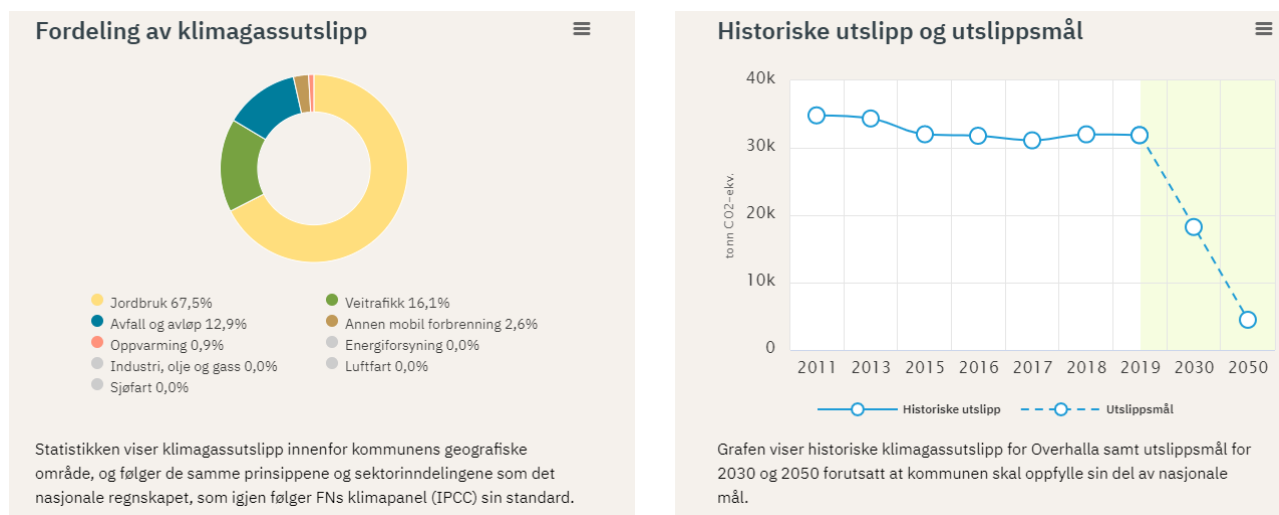 Fordeling av klimagassutslipp
Jordbruk 67,5%
Veitrafikk 16,1%
Avfall og avløp 12,9%
Annen mobil forbrenning 2,6%
Oppvarming 0,9%
Energiforsyning 0,0%
Industri, olje og gass 0,0%
Luftfart 0,0%
Sjøfart 0,0%
Statistikken viser klimagassutslipp innenfor kommunens geografiske
område, og følger de samme prinsippene og sektorinndelingene som det
nasjonale regnskapet, som igjen følger FNs klimapanel (IPCC) sin standard.
Historiske utslipp og utslippsmål
tonn CO2-ekv.
40k
30k
20k
10k
0
2011 2013 2015 2016 2017 2018 2019 2030 2050
Historiske utslipp Utslippsmål
Grafen viser historiske klimagassutslipp for Overhalla samt utslippsmål for
2030 og 2050 forutsatt at kommunen skal oppfylle sin del av nasjonale
mål.